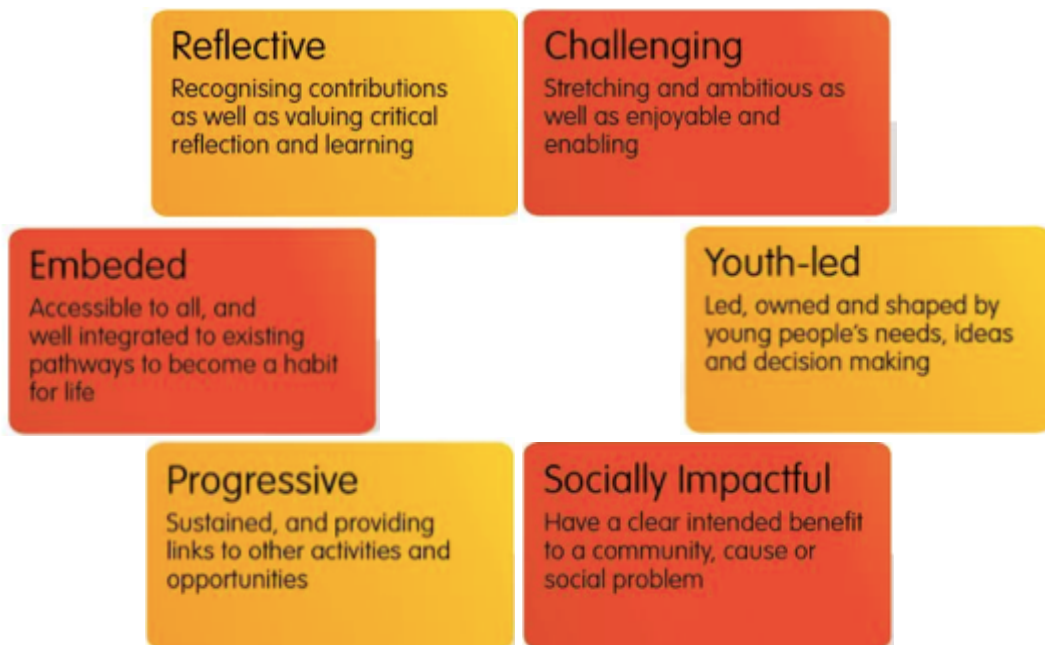 Reflective
Recognising contributions
as well as valuing critical
reflection and learning
Challenging
Stretching and ambitious as
well as enjoyable and
enabling
Embeded
Accessible to all, and
well integrated to existing
pathways to become a habit
for life
Youth-led
Led, owned and shaped by
young people's needs, ideas
and decision making
Progressive
Sustained, and providing
links to other activities and
opportunities
Socially Impactful
Have a clear intended benefit
to a community, cause or
social problem